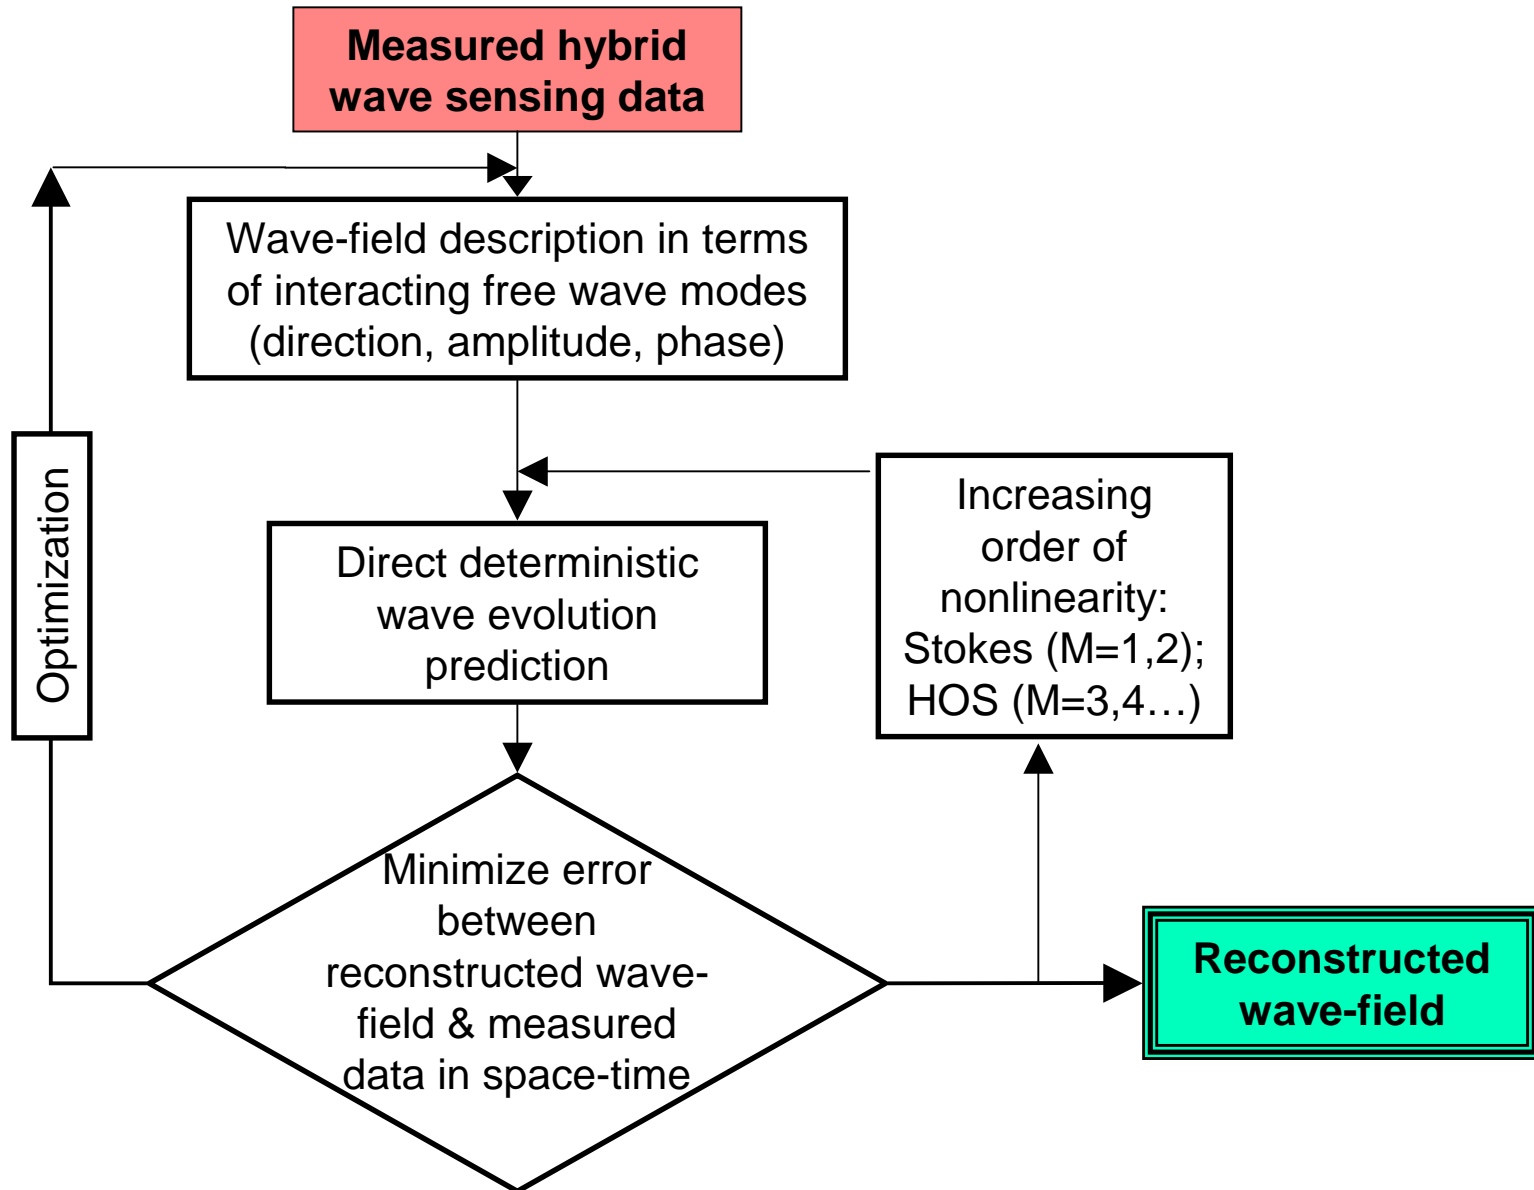 Measured hybrid
wave sensing data
Wave-field description in terms
of interacting free wave modes
(direction, amplitude, phase)
Optimization
Increasing
order of
nonlinearity:
Stokes (M=1,2);
HOS (M=3,4…)
Direct deterministic
wave evolution
prediction
Minimize error
between
reconstructed wave-
field & measured
data in space-time
Reconstructed
wave-field